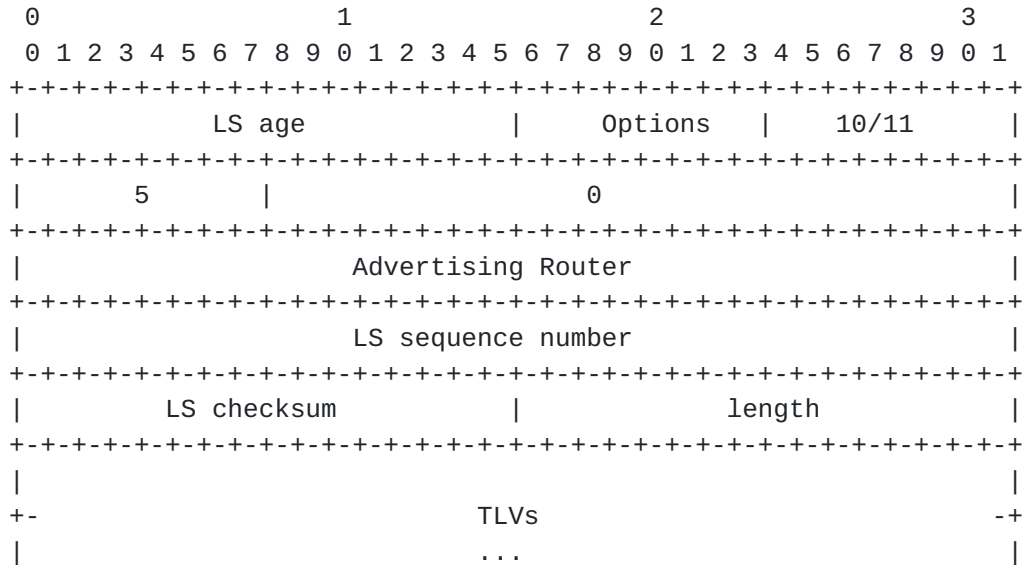 0                   1                   2                   3
 0 1 2 3 4 5 6 7 8 9 0 1 2 3 4 5 6 7 8 9 0 1 2 3 4 5 6 7 8 9 0 1
+-+-+-+-+-+-+-+-+-+-+-+-+-+-+-+-+-+-+-+-+-+-+-+-+-+-+-+-+-+-+-+-+
|            LS age             |     Options   |    10/11      |
+-+-+-+-+-+-+-+-+-+-+-+-+-+-+-+-+-+-+-+-+-+-+-+-+-+-+-+-+-+-+-+-+
|       5       |                    0                          |
+-+-+-+-+-+-+-+-+-+-+-+-+-+-+-+-+-+-+-+-+-+-+-+-+-+-+-+-+-+-+-+-+
|                     Advertising Router                        |
+-+-+-+-+-+-+-+-+-+-+-+-+-+-+-+-+-+-+-+-+-+-+-+-+-+-+-+-+-+-+-+-+
|                     LS sequence number                        |
+-+-+-+-+-+-+-+-+-+-+-+-+-+-+-+-+-+-+-+-+-+-+-+-+-+-+-+-+-+-+-+-+
|         LS checksum           |             length            |
+-+-+-+-+-+-+-+-+-+-+-+-+-+-+-+-+-+-+-+-+-+-+-+-+-+-+-+-+-+-+-+-+
|                                                               |
+-                            TLVs                             -+
|                             ...                               |